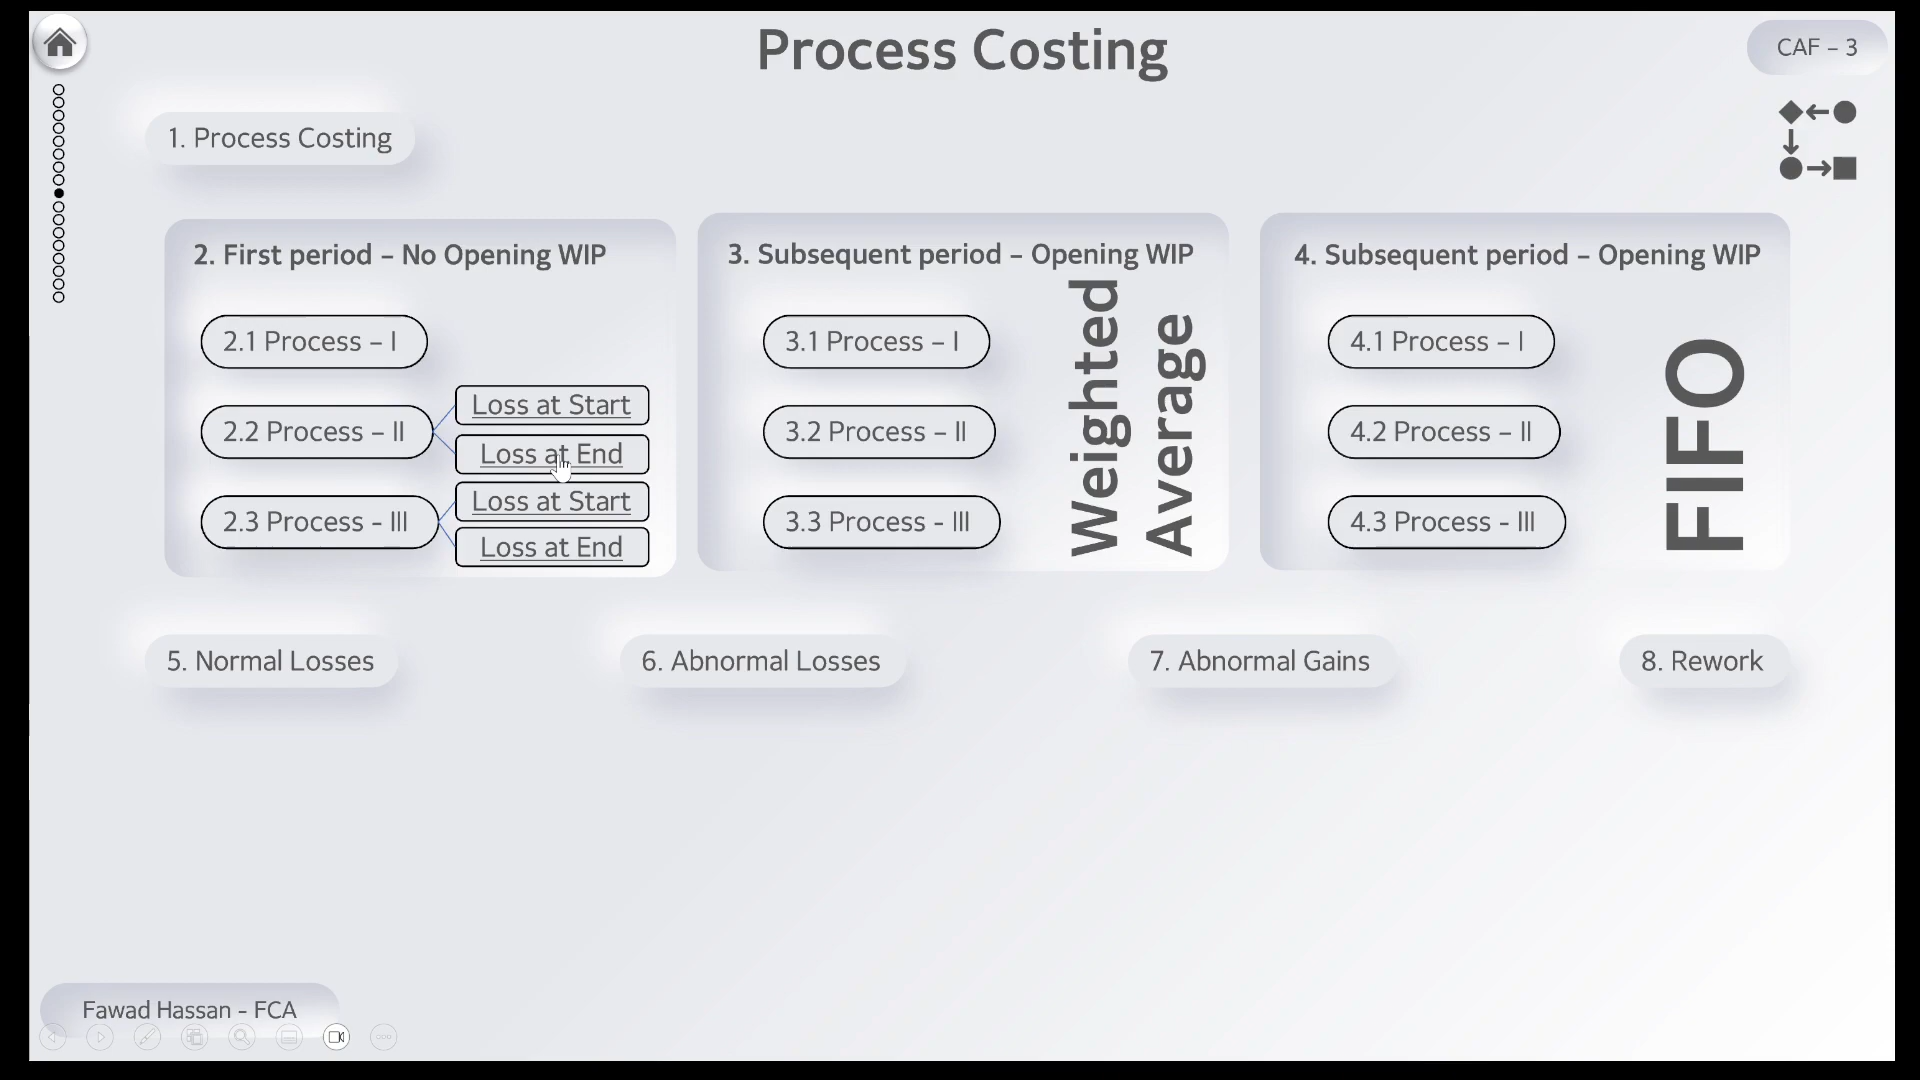 Process Costing
CAF – 3
1. Process Costing
2. First period – No Opening WIP
2.1 Process – I
2.2 Process – II
Loss at Start
Loss at End
2.3 Process - III
Loss at Start
Loss at End
3. Subsequent period – Opening WIP
3.1 Process – I
3.2 Process – II
3.3 Process - III
Weighted
Average
4. Subsequent period – Opening WIP
4.1 Process – I
4.2 Process – II
4.3 Process - III
FIFO
5. Normal Losses
6. Abnormal Losses
7. Abnormal Gains
8. Rework
Fawad Hassan - FCA